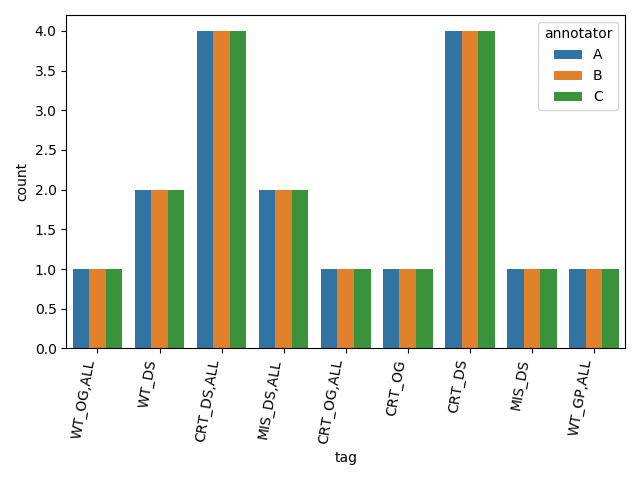 annotator
A
B
C
count
4.0
3.5
3.0
2.5
2.0
1.5
1.0
0.5
0.0
WT_OG,ALL
WT_DS
CRT_DS,ALL
MIS_DS,ALL
CRT_OG,ALL
CRT_OG
CRT_DS
MIS_DS
WT_GP,ALL
tag